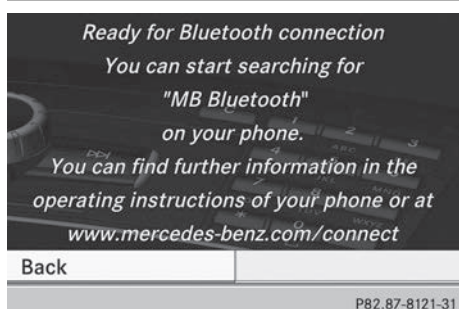 Ready for Bluetooth connection
You can start searching for
"MB Bluetooth"
on your phone.
You can find further information in the
operating instructions of your phone or at
www.mercedes-benz.com/connect
Back
P82.87-8121-31